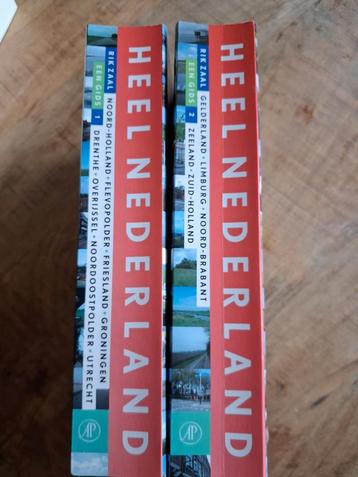 HEEL NEDERLAND
RIK ZAAL
EEN GIDS 1
NOORD-HOLLAND • FLEVOPOLDER • FRIESLAND • GRONINGEN
DRENTHE • OVERIJSSEL • NOORDOOSTPOLDER • UTRECHT
AP
HEEL NEDERLAND
RIK ZAAL
EEN GIDS 2
GELDERLAND • LIMBURG • NOORD-BRABANT
ZEELAND • ZUID-HOLLAND
AP